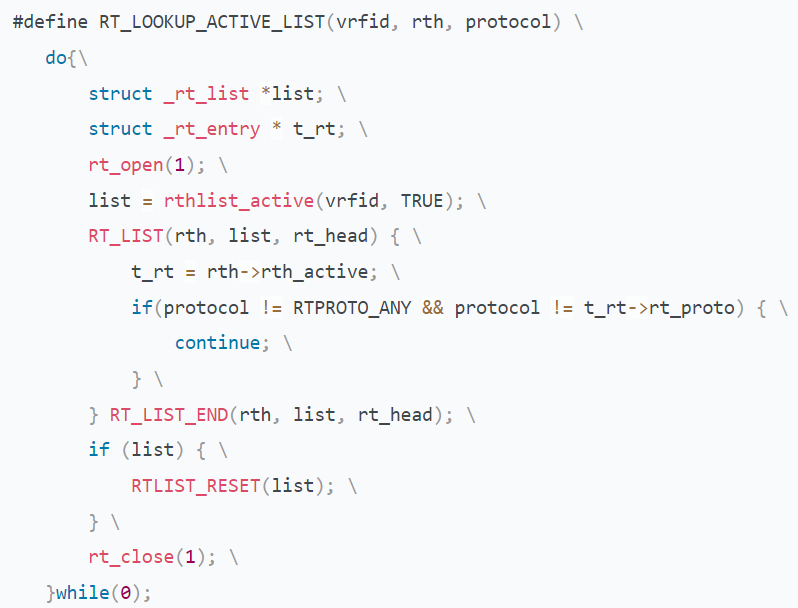 #define RT_LOOKUP_ACTIVE_LIST(vrfid, rth, protocol) \
do{\
struct _rt_list *list; \
struct _rt_entry * t_rt; \
rt_open(1); \
list = rthlist_active(vrfid, TRUE); \
RT_LIST(rth, list, rt_head) { \
t_rt = rth->rth_active; \
if(protocol != RTPROTO_ANY && protocol != t_rt->rt_proto) { \
continue; \
} \
} RT_LIST_END(rth, list, rt_head); \
if (list) { \
RTLIST_RESET(list); \
} \
rt_close(1); \
}while(0);